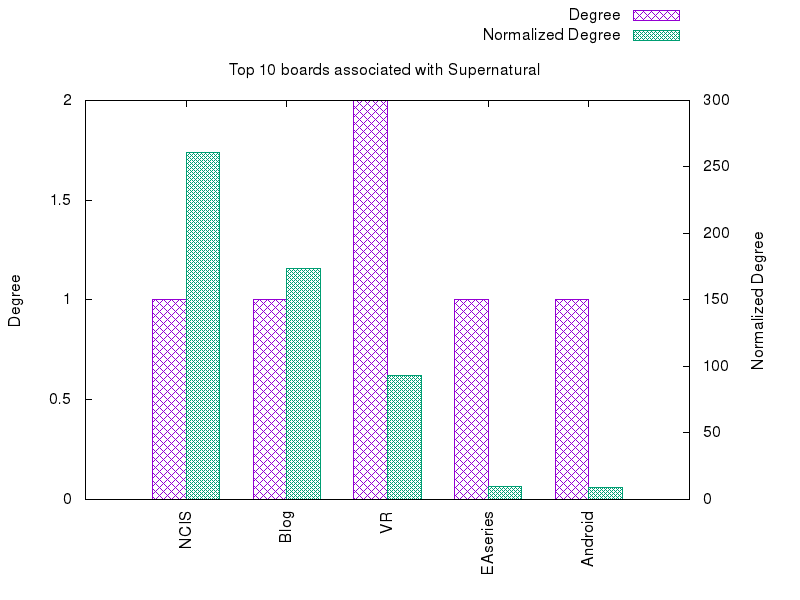 Degree
Normalized Degree
Top 10 boards associated with Supernatural
2
1.5
1
0.5
0
300
250
200
150
100
50
0
Degree
Normalized Degree
NCIS
Blog
VR
EAseries
Android